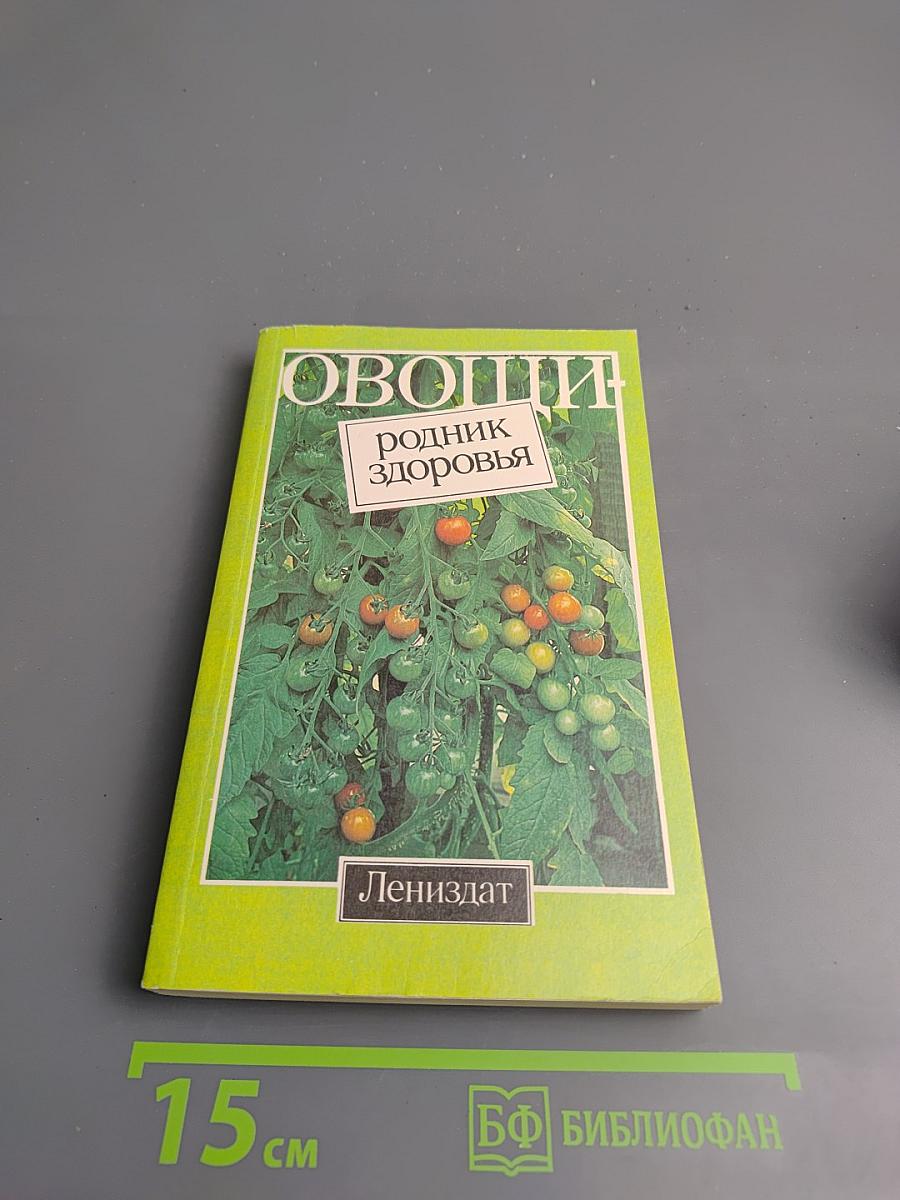 ОВОЩИ-
родник
здоровья
Лениздат
15 см
БФ БИБЛИОФАН